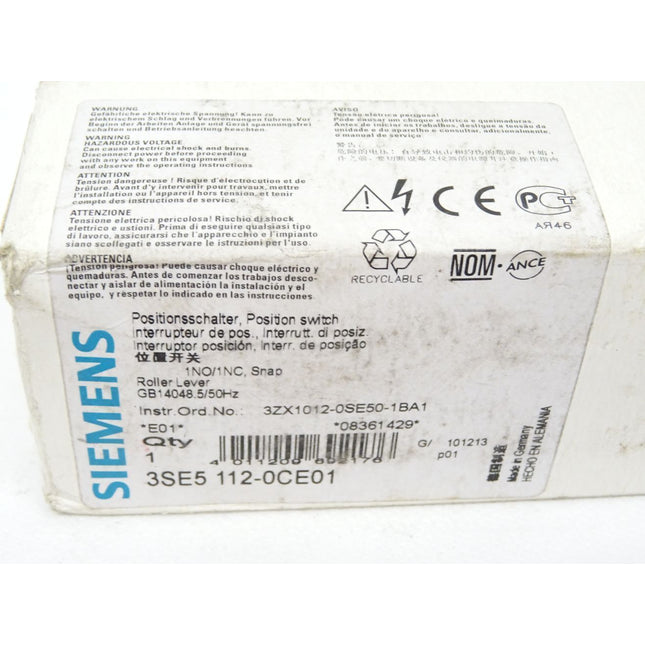 WARNUNG
Gefährliche elektrische Spannung! Kann zu
elektrischem Schlag und Verbrennungen führen. Vor
Beginn der Arbeiten Anlage und Gerät spannungsfrei
schalten und Betriebsanleitung beachten.
WARNING
HAZARDOUS VOLTAGE
Can cause electrical shock and burns.
Disconnect power before proceeding
with any work on this equipment
and observe the operating instructions
ATTENTION
Tension dangereuse ! Risque d'électrocution et de
brûlure. Avant d'y intervenir pour travaux, mettre
l'installation ou l'appareil hors tension, et tenir
compte des instructions de service.
ATTENZIONE
Tensione elettrica pericolosa! Rischio di shock
elettrico e ustioni. Prima di eseguire qualsiasi tipo
di lavoro, assicurarsi che l'apparecchio e l'impianto
siano scollegati e osservare le istruzioni per l'uso.
ADVERTENCIA
¡Tensión peligrosa! Puede causar choque eléctrico y
quemaduras. Antes de comenzar los trabajos desco-
nectar y aislar de alimentación la instalación y el
equipo, y respetar lo indicado en las instrucciones
AVISO
Tensão elétrica perigosa!
Pode causar um choque elétrico e queimaduras.
Antes de iniciar os trabalhos, desligue a tensão da
unidade e do aparelho e consultar, adicionalmente,
o manual de serviço.
CE
PC
АЯ46
RECYCLABLE
NOM-ANCE
SIEMENS
Positionsschalter, Position switch
Interrupteur de pos., Interrutt. di posiz.
Interruptor posición, Interr. de posição
位置开关
1NO/1NC, Snap
Roller Lever
GB14048.5/50Hz
Instr.Ord.No.: 3ZX1012-0SE50-1BA1
*E01* *08361429*
Qty
1
G/ 101213
p01
3SE5 112-0CE01
德国制造
Made in Germany
HECHO EN ALEMANIA